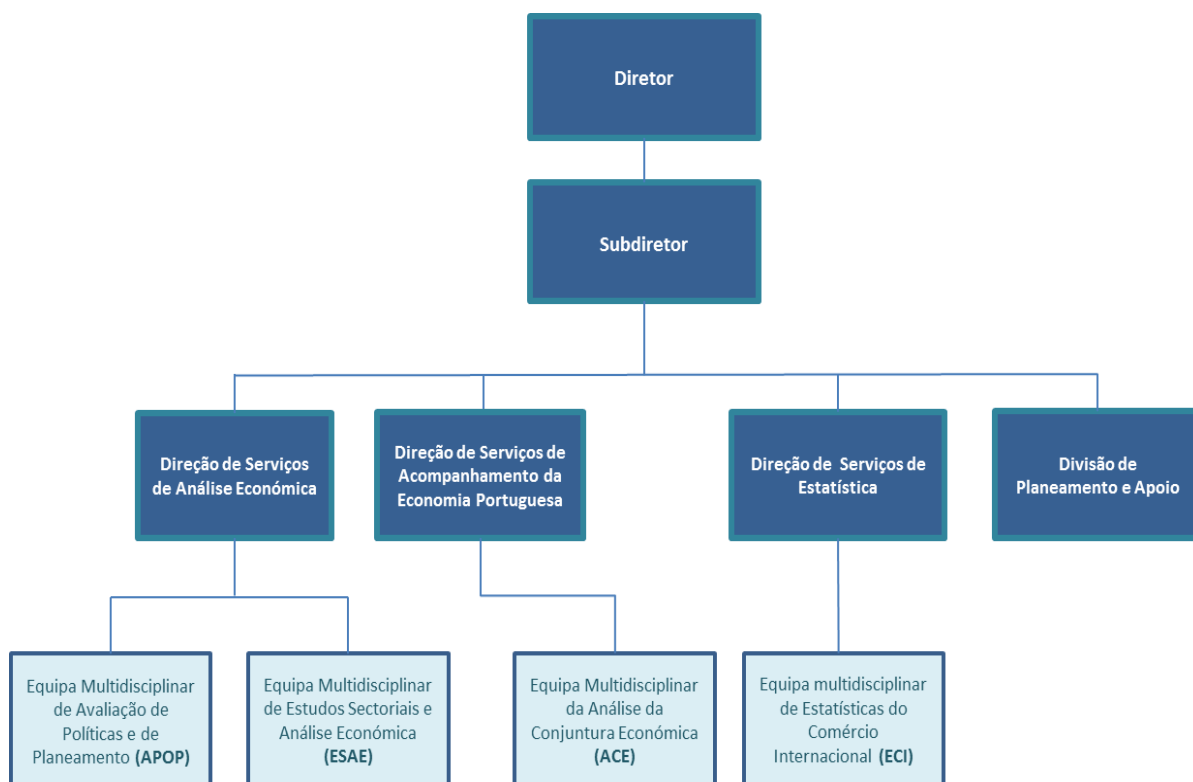 Diretor
Subdiretor
Direção de Serviços
de Análise Económica
Direção de Serviços de
Acompanhamento da
Economia Portuguesa
Direção de Serviços de
Estatística
Divisão de
Planeamento e Apoio
Equipa Multidisciplinar
de Avaliação de
Políticas e de
Planeamento (APOP)
Equipa Multidisciplinar
de Estudos Sectoriais e
Análise Económica
(ESAE)
Equipa Multidisciplinar
da Análise da
Conjuntura Económica
(ACE)
Equipa multidisciplinar
de Estatísticas do
Comércio
Internacional (ECI)